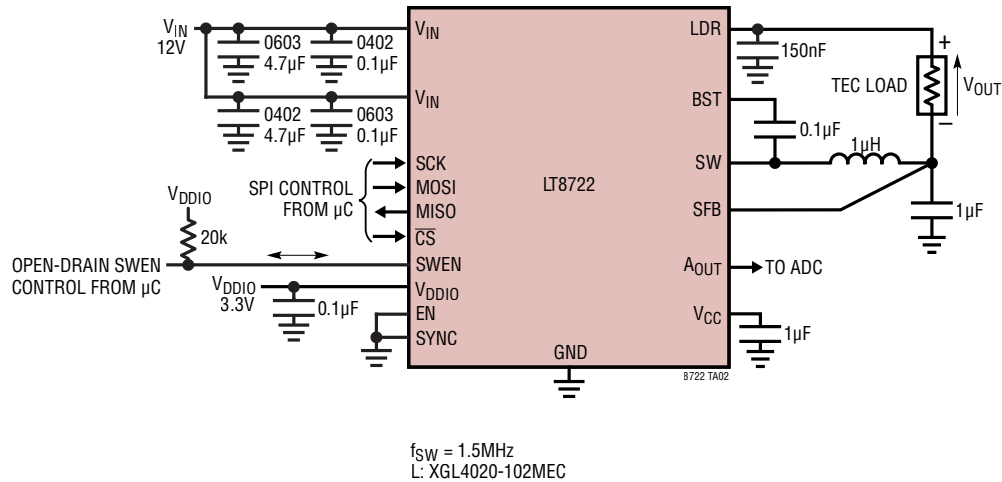 VIN
12V
0603
4.7µF
0402
0.1µF
0402
4.7µF
0603
0.1µF
VIN
VIN
SPI CONTROL
FROM µC
SCK
MOSI
MISO
CS
VDDIO
20k
OPEN-DRAIN SWEN
CONTROL FROM µC
SWEN
VDDIO
3.3V
0.1µF
VDDIO
EN
SYNC
LT8722
GND
LDR
150nF
TEC LOAD
+
VOUT
–
BST
0.1µF
SW
1µH
SFB
1µF
AOUT
TO ADC
VCC
1µF
8722 TA02
fSW = 1.5MHz
L: XGL4020-102MEC